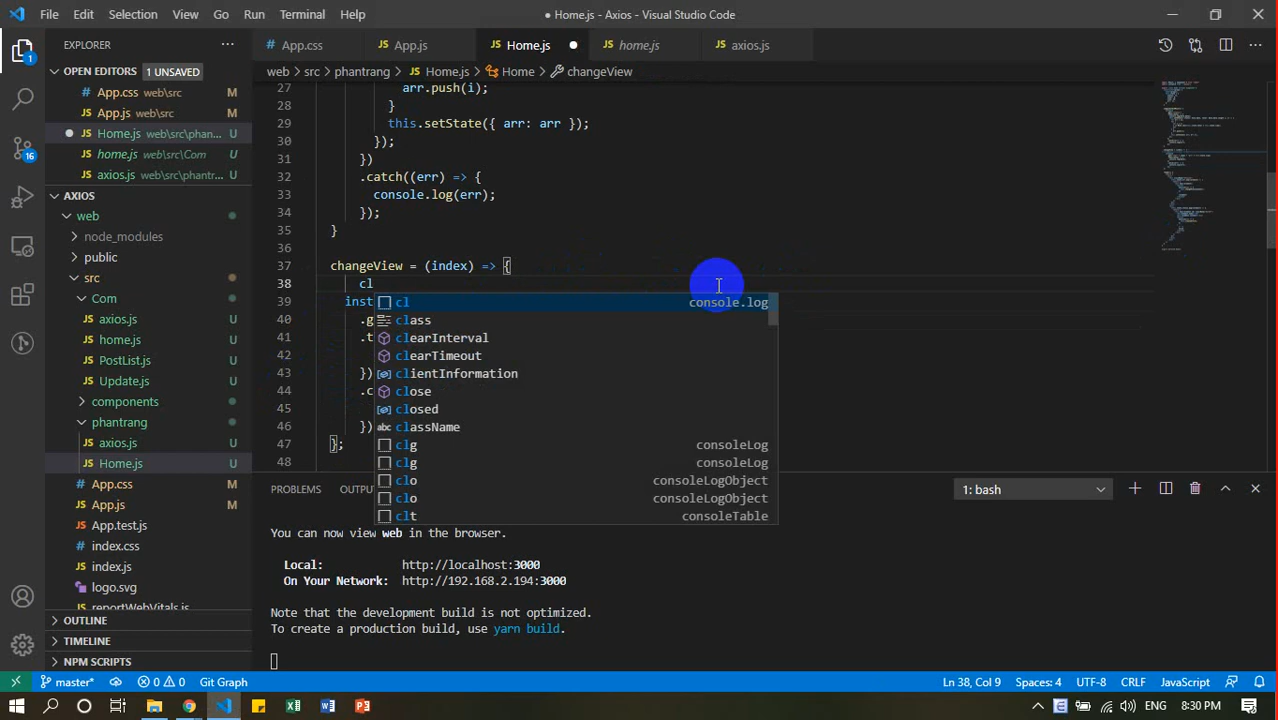 File Edit Selection View Go Run Terminal Help
● Home.js - Axios - Visual Studio Code
EXPLORER
App.css
App.js
Home.js
home.js
axios.js
OPEN EDITORS 1 UNSAVED
web > src > phantrang > Home.js > Home > changeView
App.css web\src M
App.js web\src M
Home.js web\src\phan... U
home.js web\src\Com U
axios.js web\src\phantr... U
AXIOS
web
node_modules
public
src
Com
axios.js U
home.js U
PostList.js U
Update.js U
components
phantrang
axios.js U
Home.js U
App.css M
App.js M
App.test.js
index.css
index.js
logo.svg
reportWebVitals.js
OUTLINE
TIMELINE
NPM SCRIPTS
27 arr.push(i);
28 }
29 this.setState({ arr: arr });
30 });
31 })
32 .catch((err) => {
33 console.log(err);
34 });
35 }
36
37 changeView = (index) => {
38 cl
39 inst
40 .g
41 .t
42
43 })
44 .c
45
46 })
47 };
48
cl console.log
class
clearInterval
clearTimeout
clientInformation
close
closed
className
clg consoleLog
clg consoleLog
clo consoleLogObject
clo consoleLogObject
clt consoleTable
PROBLEMS OUTPU
1: bash
You can now view web in the browser.
Local: http://localhost:3000
On Your Network: http://192.168.2.194:3000
Note that the development build is not optimized.
To create a production build, use yarn build.
1
16
master* 0 0 Git Graph
Ln 38, Col 9 Spaces: 4 UTF-8 CRLF JavaScript
ENG 8:30 PM